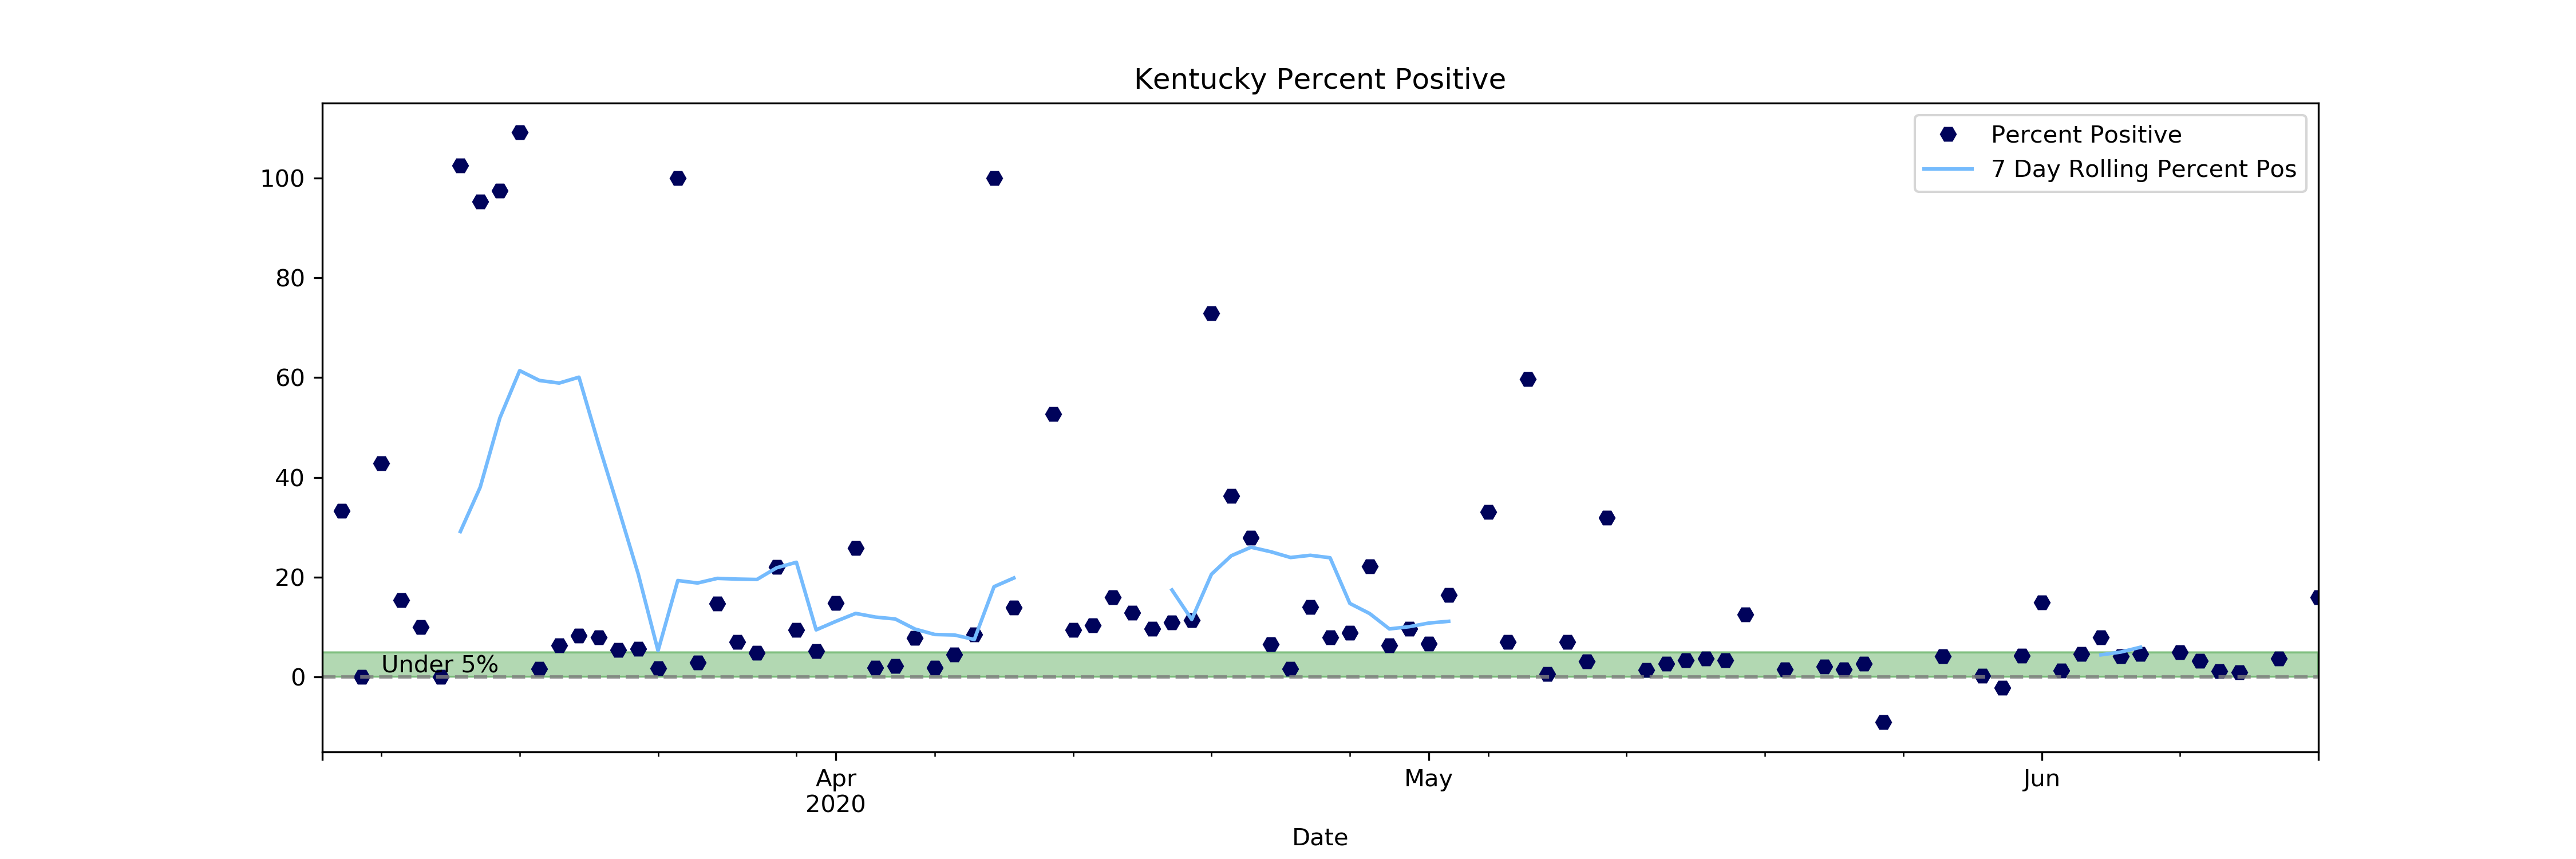 Kentucky Percent Positive
Percent Positive
7 Day Rolling Percent Pos
100
80
60
40
20
0
Under 5%
Apr
2020
May
Jun
Date